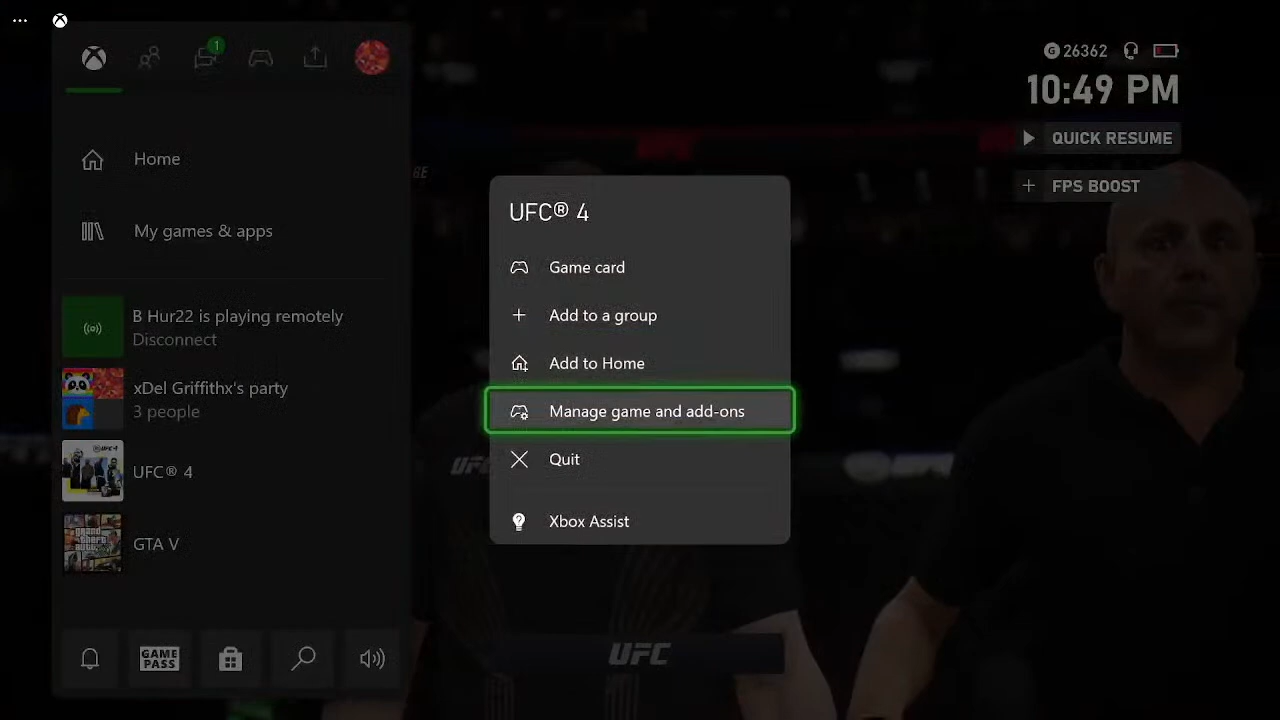 1
G 26362
10:49 PM
QUICK RESUME
FPS BOOST
Home
My games & apps
B Hur22 is playing remotely
Disconnect
xDel Griffithx's party
3 people
UFC® 4
GTA V
GAME
PASS
UFC® 4
Game card
Add to a group
Add to Home
Manage game and add-ons
Quit
Xbox Assist
UFC
UFC